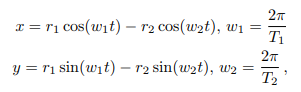 x = r₁ cos(w₁t) − r₂ cos(w₂t), w₁ = 2π/T₁
y = r₁ sin(w₁t) − r₂ sin(w₂t), w₂ = 2π/T₂ ,